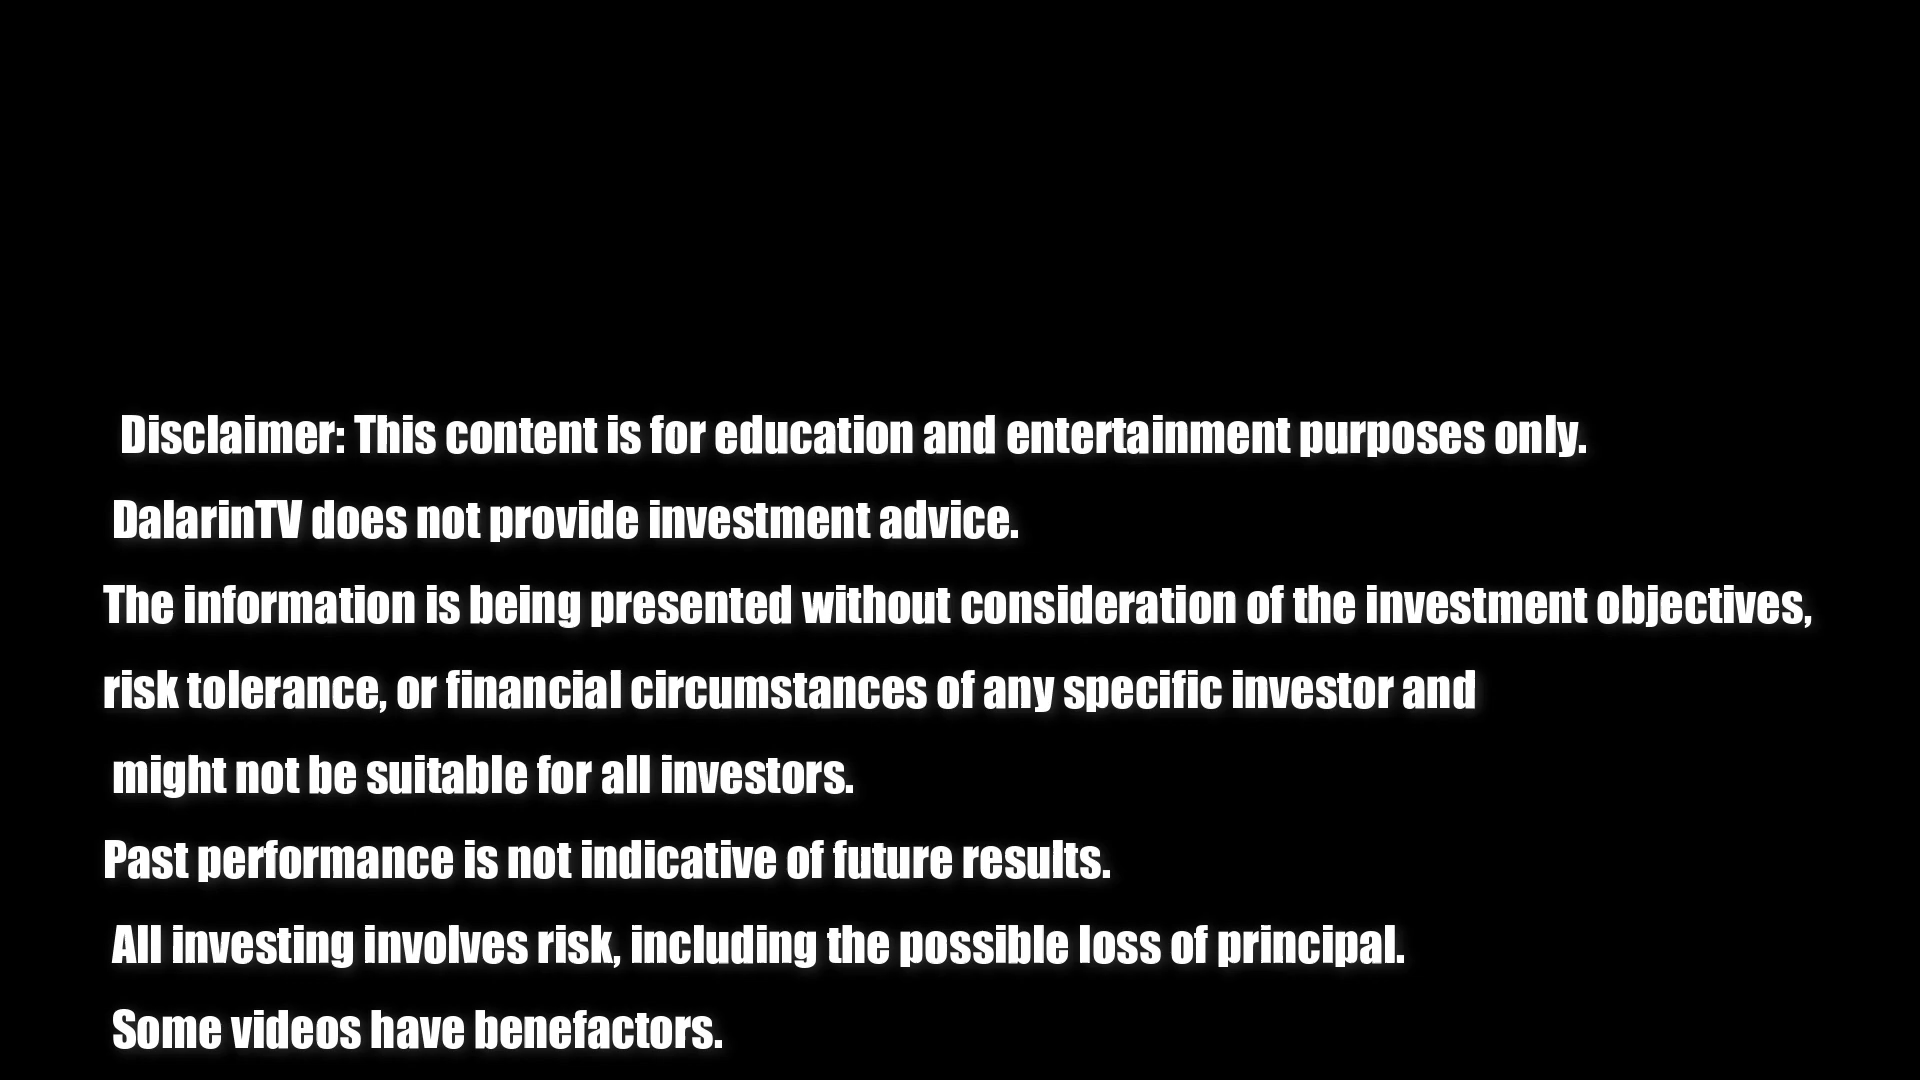 Disclaimer: This content is for education and entertainment purposes only.
DalarinTV does not provide investment advice.
The information is being presented without consideration of the investment objectives,
risk tolerance, or financial circumstances of any specific investor and
might not be suitable for all investors.
Past performance is not indicative of future results.
All investing involves risk, including the possible loss of principal.
Some videos have benefactors.